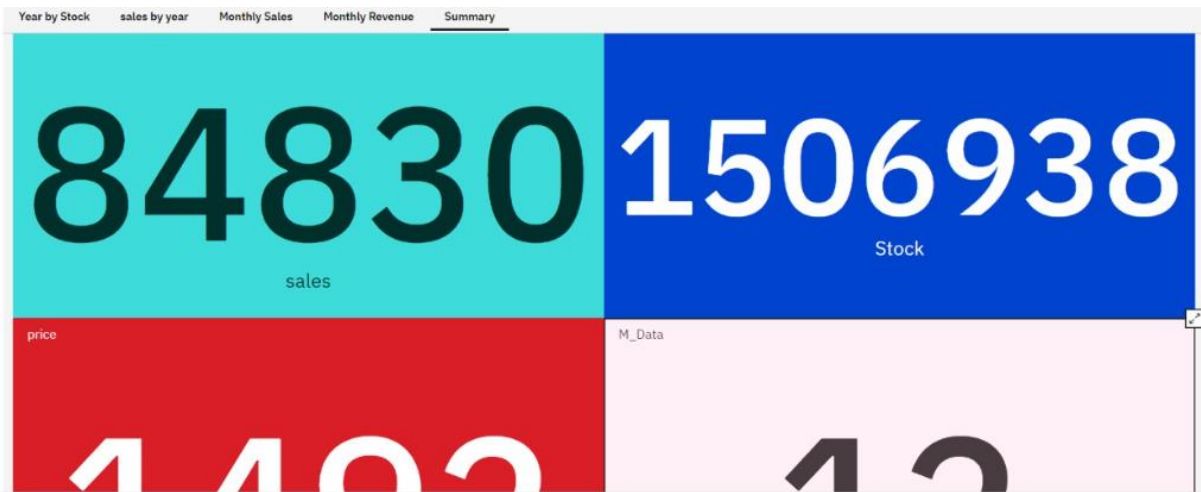 Year by Stock sales by year Monthly Sales Monthly Revenue Summary
84830
sales
1506938
Stock
price
M_Data